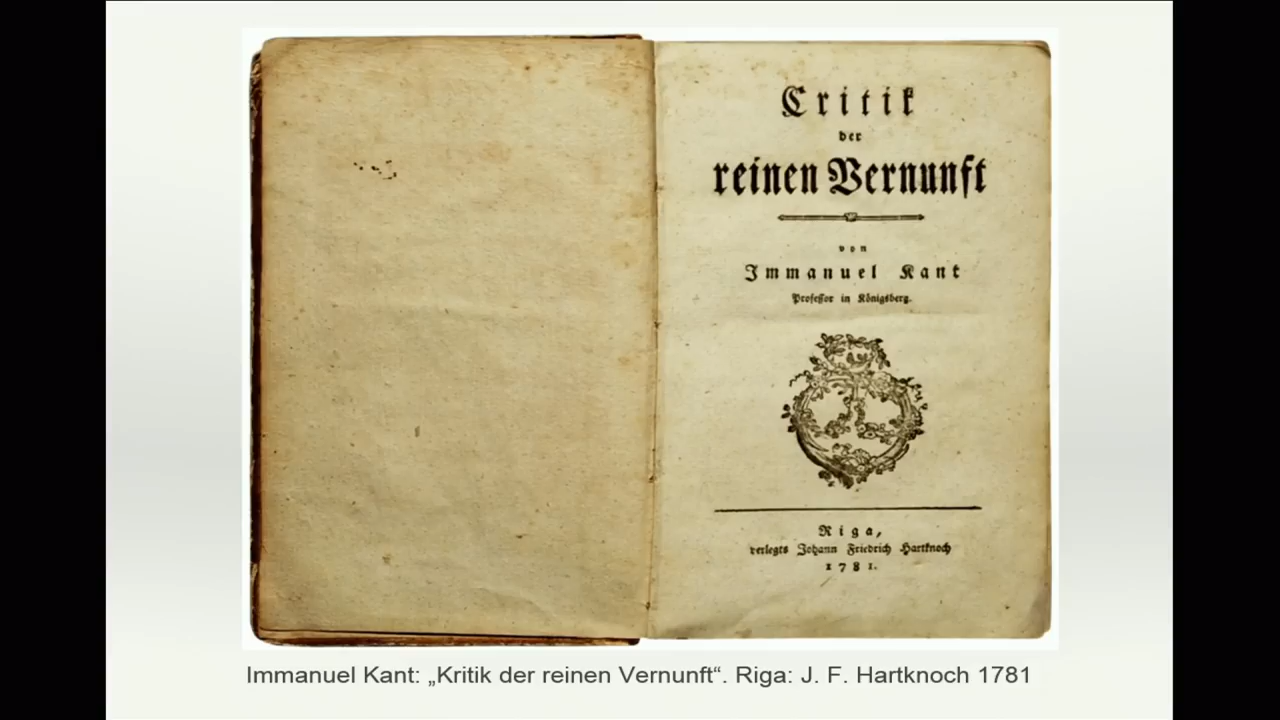 Critik
der
reinen Vernunft
von
Immanuel Kant
Professor in Königsberg.
Riga,
verlegts Johann Friedrich Hartknoch
1781.
Immanuel Kant: „Kritik der reinen Vernunft“. Riga: J. F. Hartknoch 1781